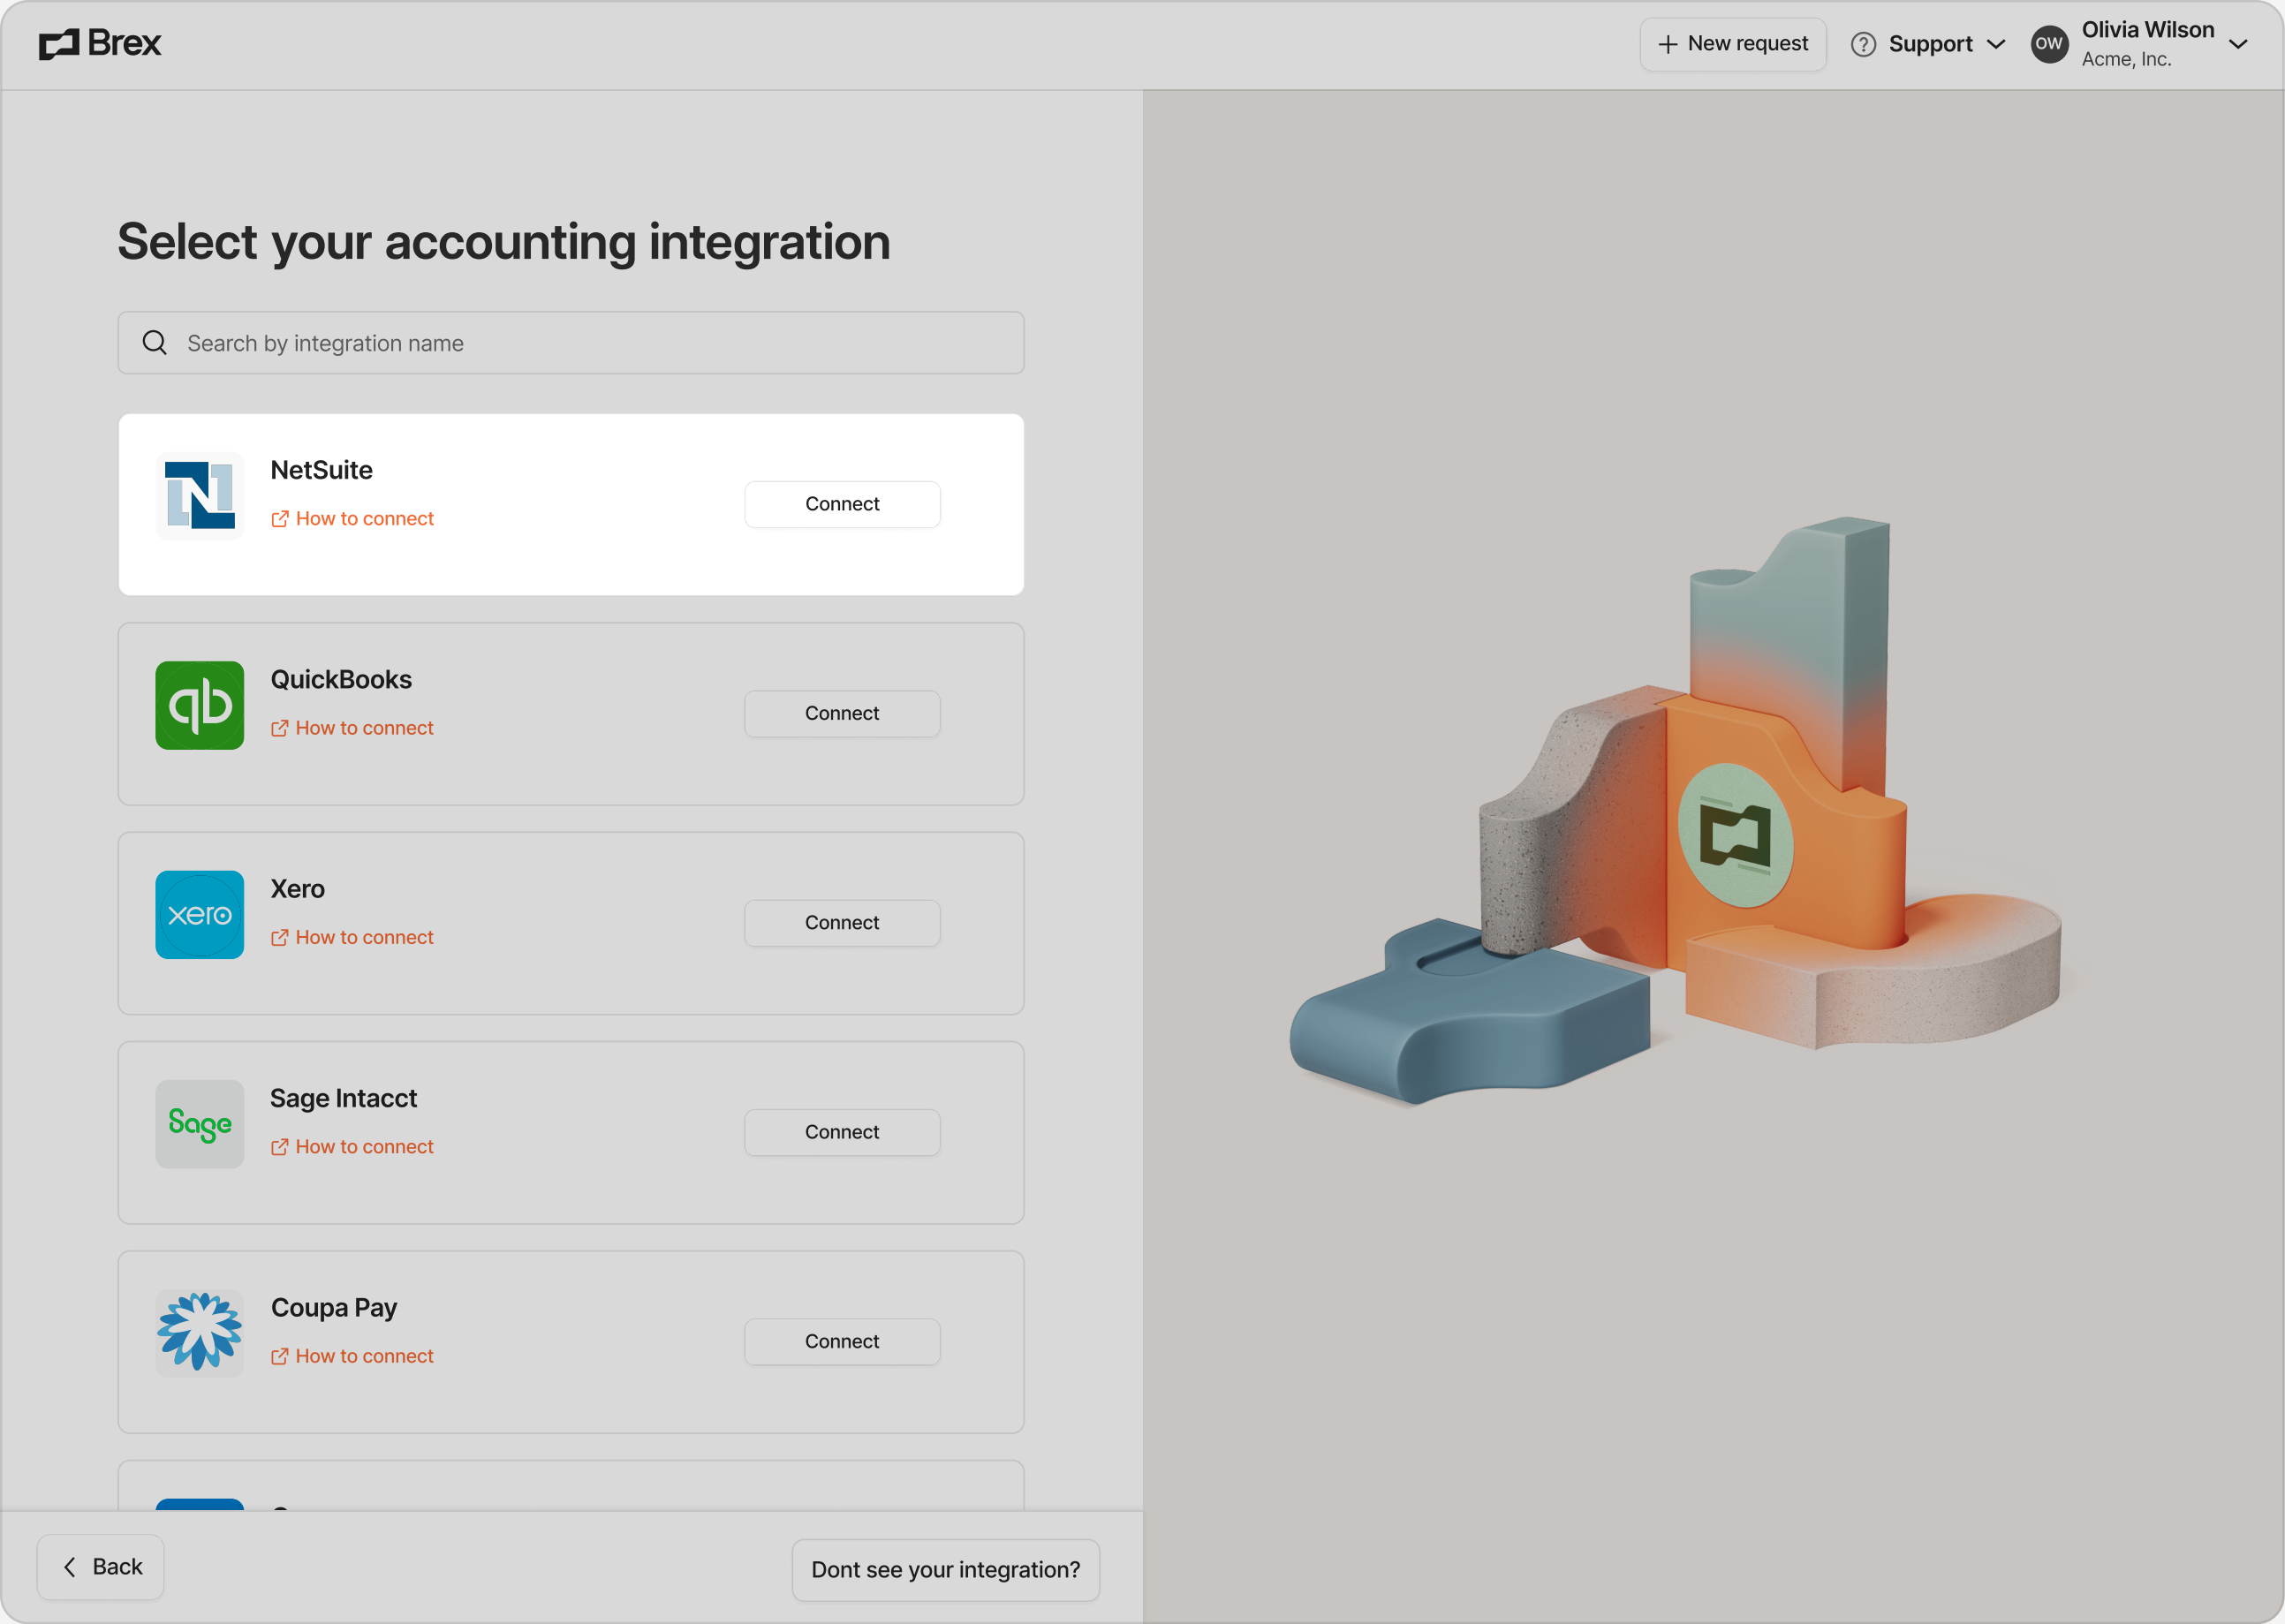 Brex
New request
Support
OW
Olivia Wilson
Acme, Inc.
Select your accounting integration
Search by integration name
NetSuite
How to connect
Connect
QuickBooks
How to connect
Connect
xero
Xero
How to connect
Connect
Sage
Sage Intacct
How to connect
Connect
Coupa Pay
How to connect
Connect
Back
Dont see your integration?